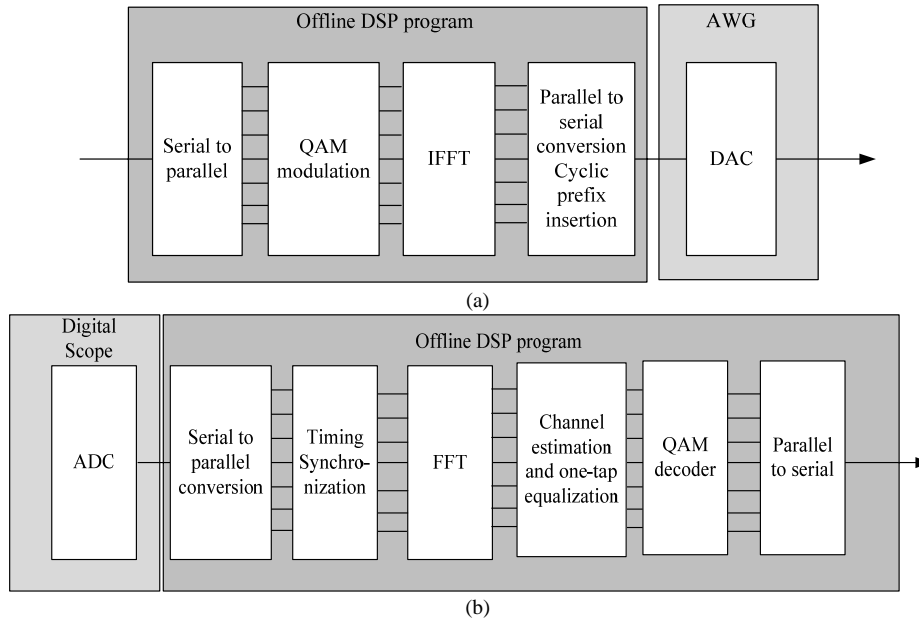 Offline DSP program
AWG
Serial to
parallel
QAM
modulation
IFFT
Parallel to
serial
conversion
Cyclic
prefix
insertion
DAC
(a)
Digital
Scope
Offline DSP program
ADC
Serial to
parallel
conversion
Timing
Synchro-
nization
FFT
Channel
estimation
and one-tap
equalization
QAM
decoder
Parallel
to serial
(b)